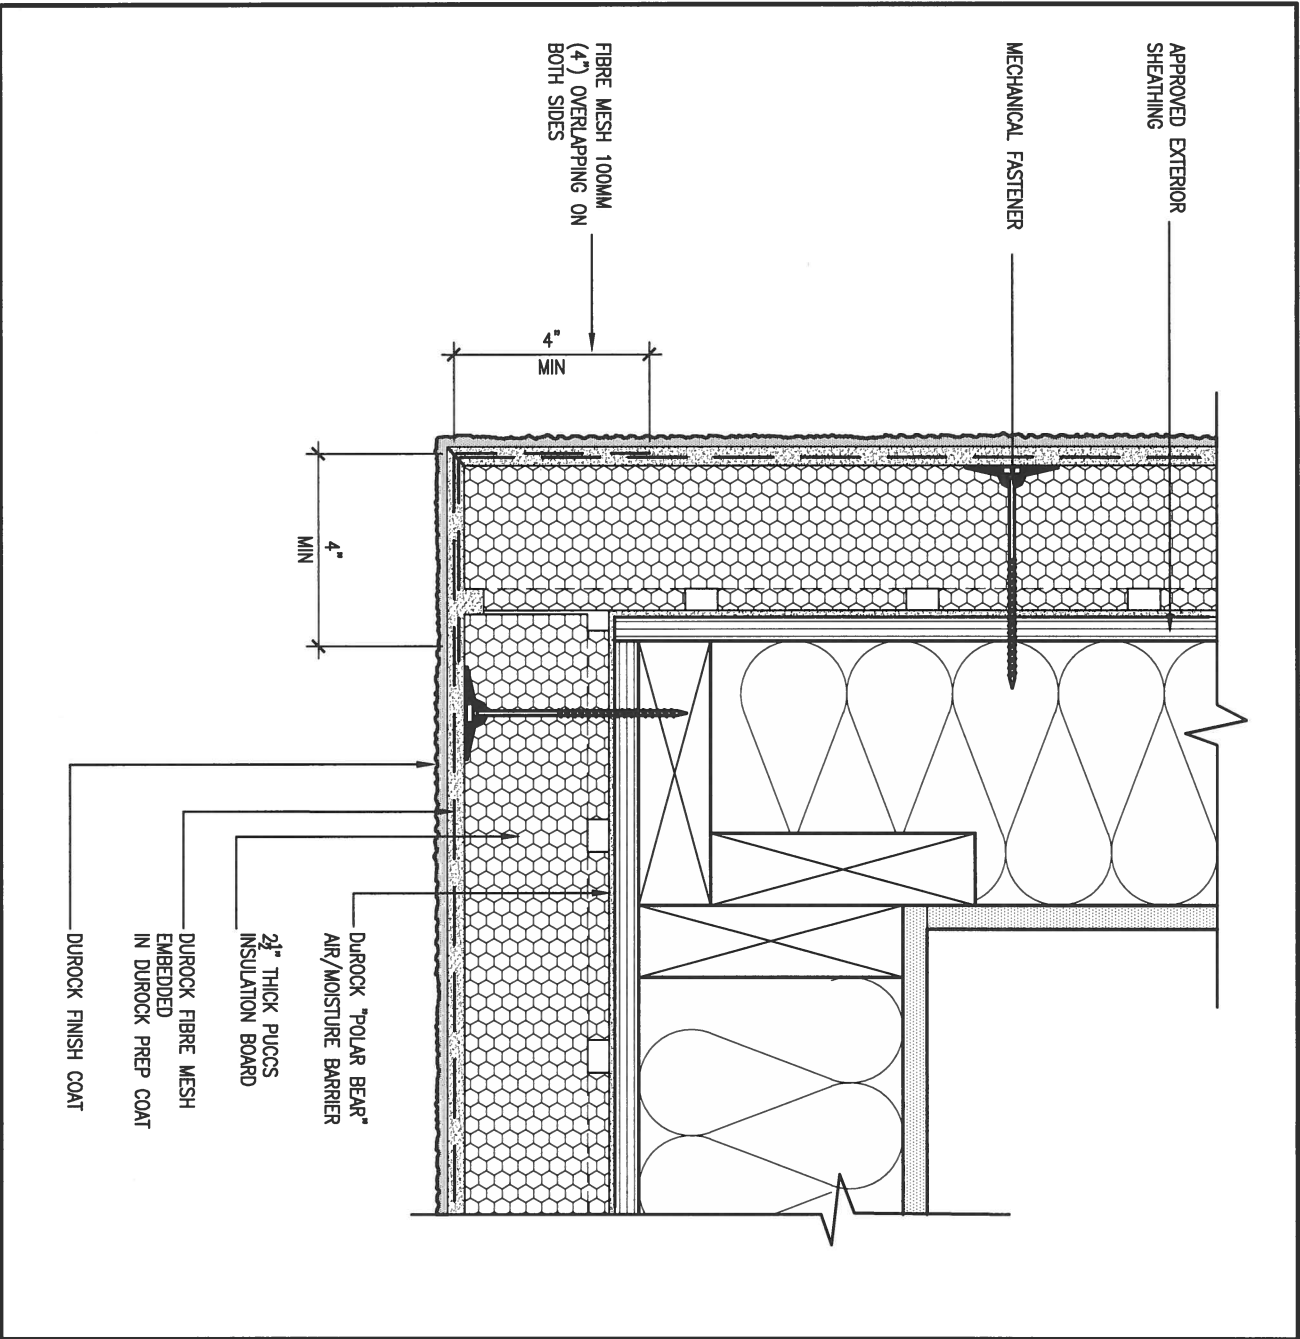 APPROVED EXTERIOR
SHEATHING
MECHANICAL FASTENER
FIBRE MESH 100MM
(4") OVERLAPPING ON
BOTH SIDES
4"
MIN
4"
MIN
DuROCK "POLAR BEAR"
AIR/MOISTURE BARRIER
2½" THICK PUCCS
INSULATION BOARD
DUROCK FIBRE MESH
EMBEDDED
IN DUROCK PREP COAT
DUROCK FINISH COAT